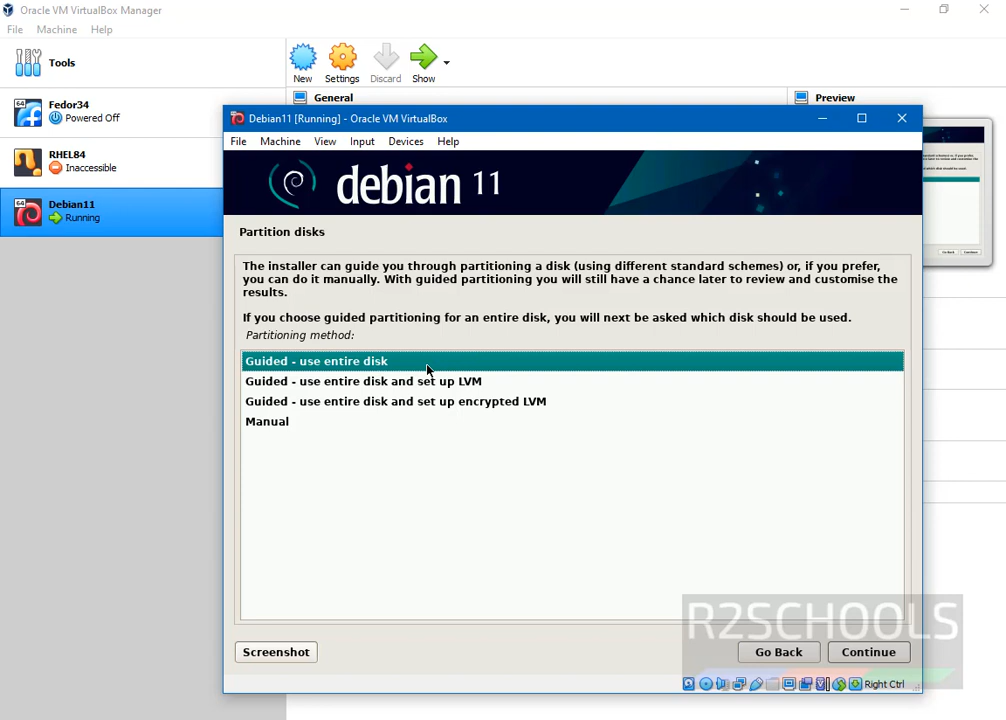 Oracle VM VirtualBox Manager
File Machine Help
Tools
New Settings Discard Show
64 Fedor34
Powered Off
RHEL84
Inaccessible
64 Debian11
Running
General
Preview
Debian11 [Running] - Oracle VM VirtualBox
File Machine View Input Devices Help
debian 11
Partition disks
The installer can guide you through partitioning a disk (using different standard schemes) or, if you prefer,
you can do it manually. With guided partitioning you will still have a chance later to review and customise the
results.
If you choose guided partitioning for an entire disk, you will next be asked which disk should be used.
Partitioning method:
Guided - use entire disk
Guided - use entire disk and set up LVM
Guided - use entire disk and set up encrypted LVM
Manual
R2SCHOOLS
Screenshot Go Back Continue
Right Ctrl